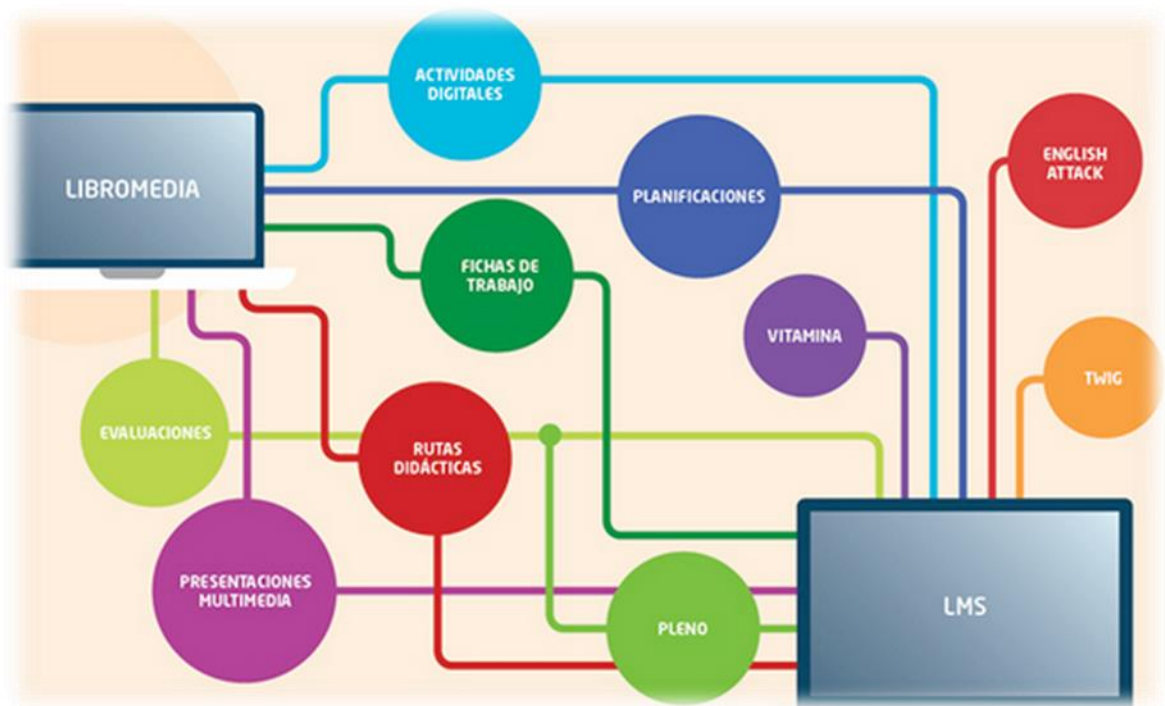 ACTIVIDADES
DIGITALES
LIBROMEDIA
PLANIFICACIONES
ENGLISH
ATTACK
FICHAS DE
TRABAJO
VITAMINA
TWIG
EVALUACIONES
RUTAS
DIDÁCTICAS
PRESENTACIONES
MULTIMEDIA
PLENO
LMS